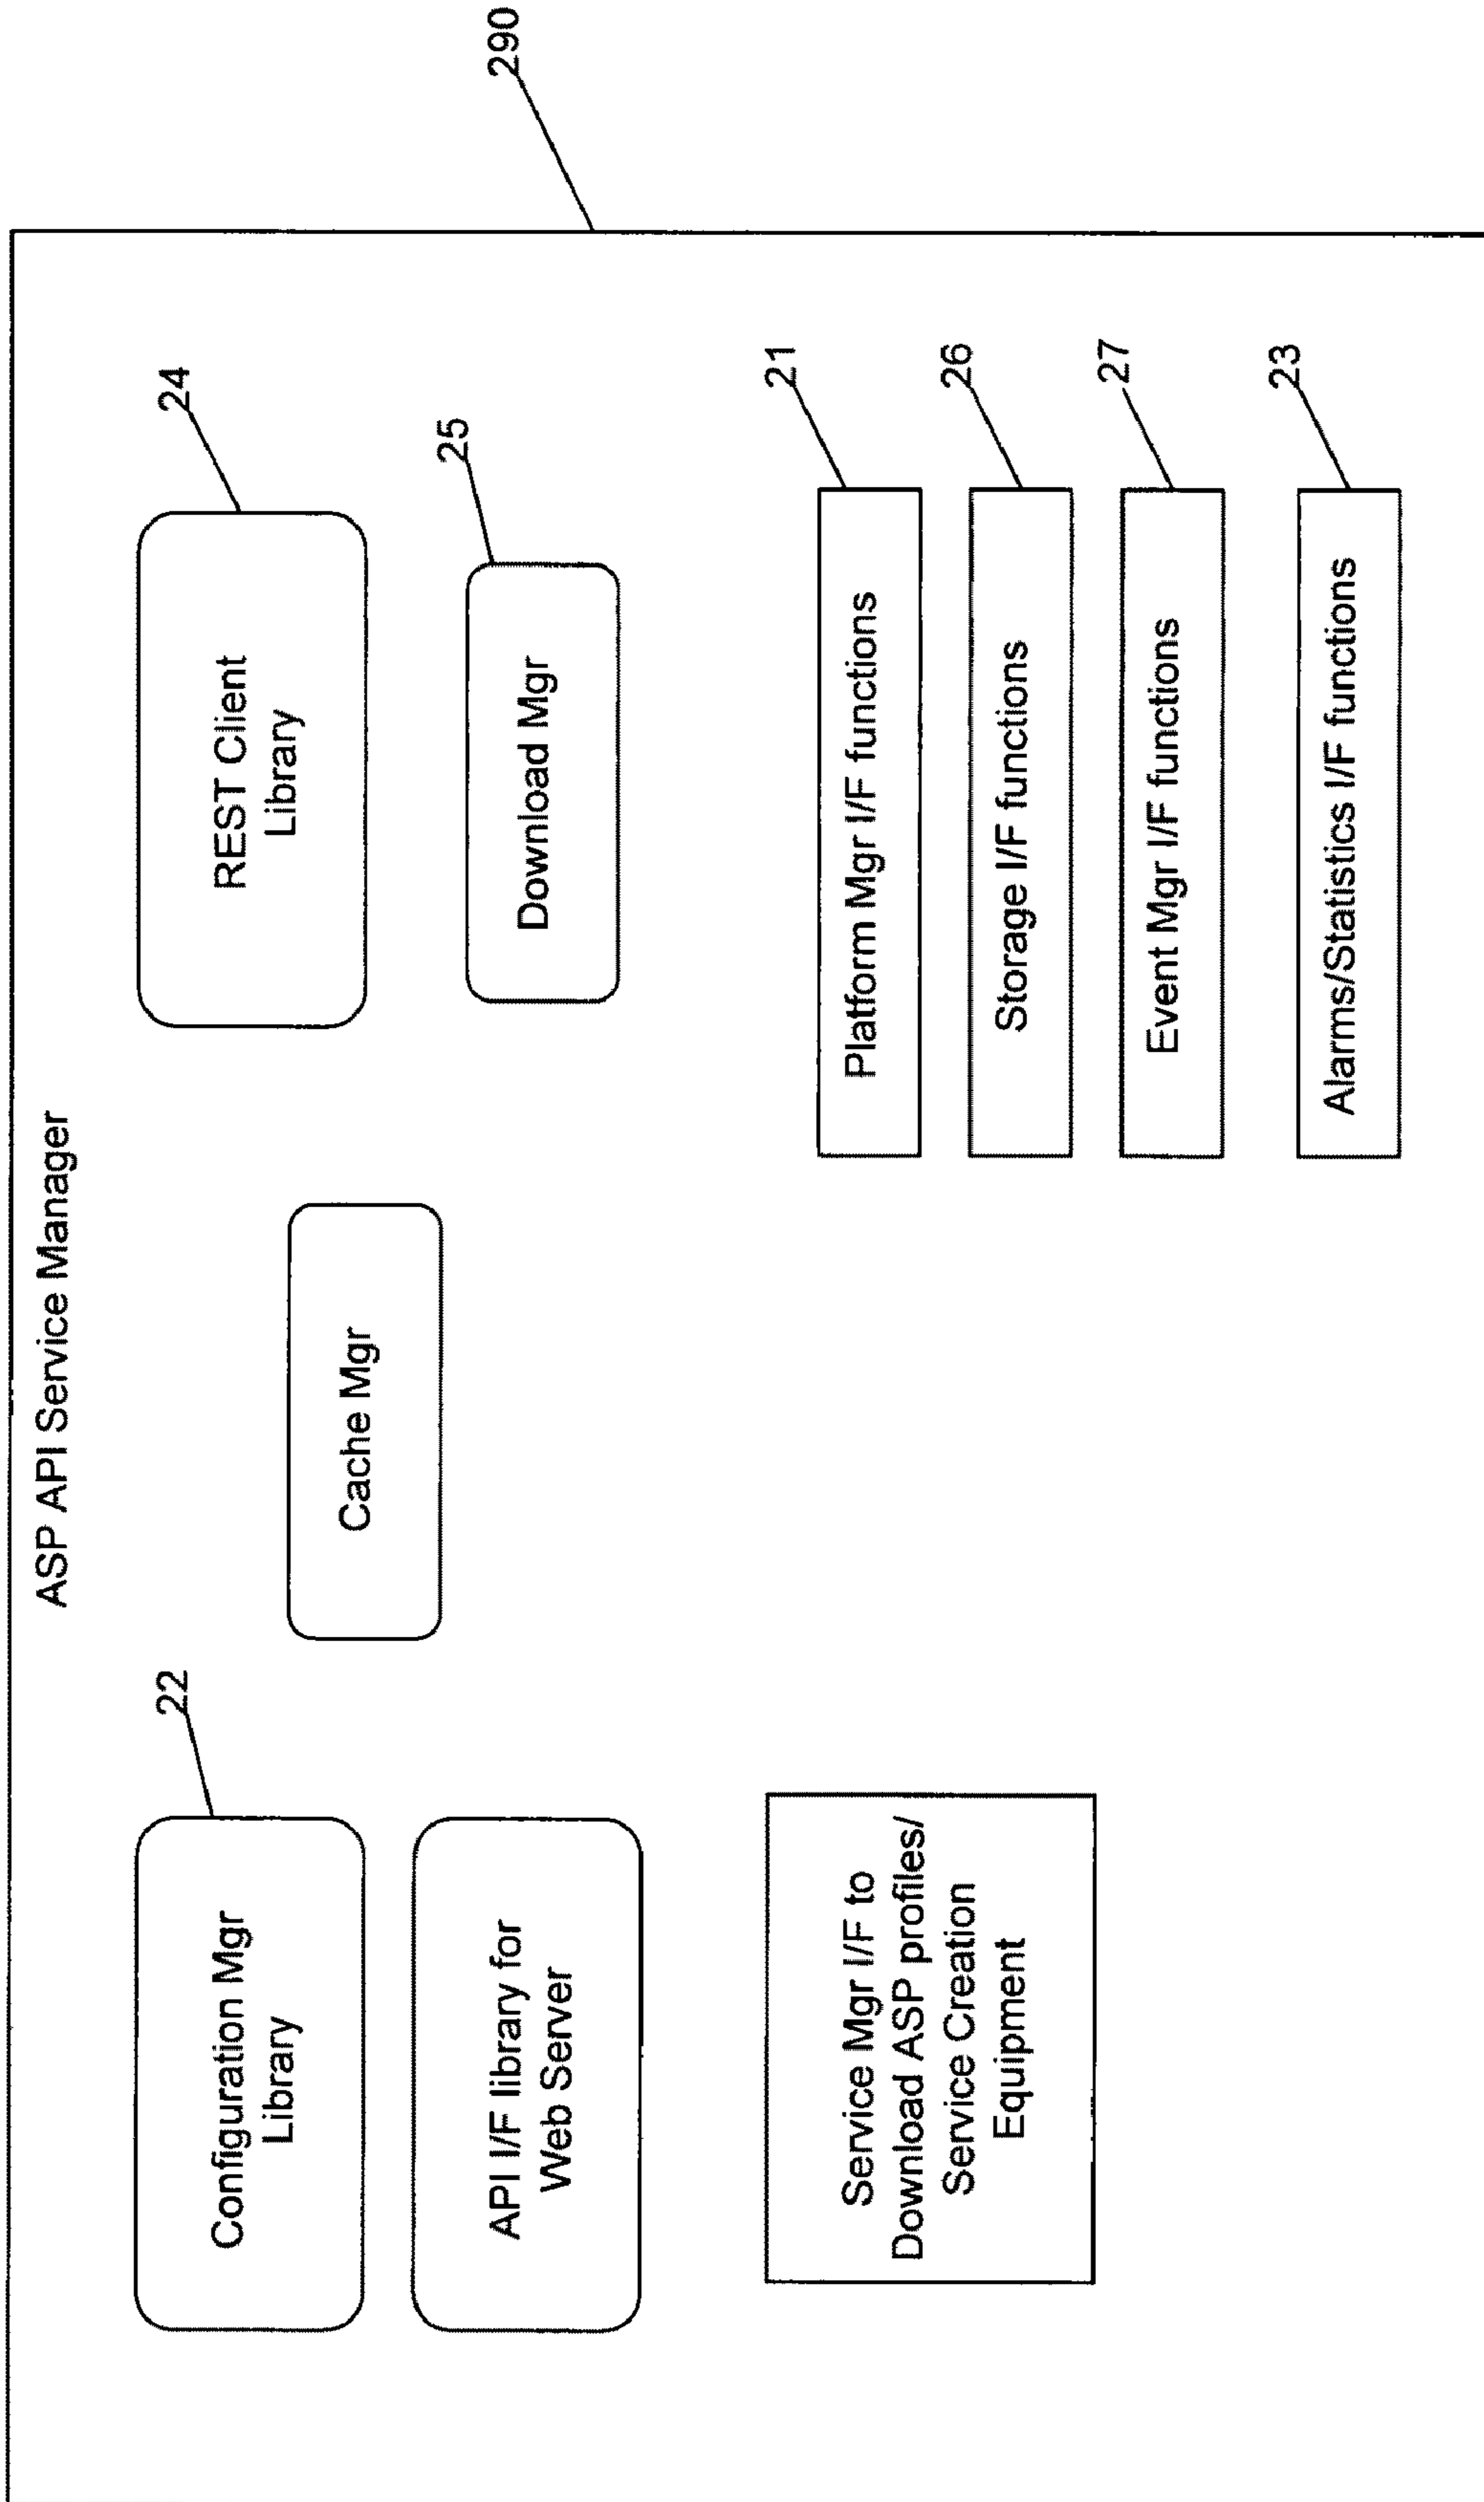 ASP API Service Manager
290
22
Configuration Mgr
Library
API I/F library for
Web Server
Service Mgr I/F to
Download ASP profiles/
Service Creation
Equipment
Cache Mgr
24
REST Client
Library
25
Download Mgr
21
Platform Mgr I/F functions
26
Storage I/F functions
27
Event Mgr I/F functions
23
Alarms/Statistics I/F functions